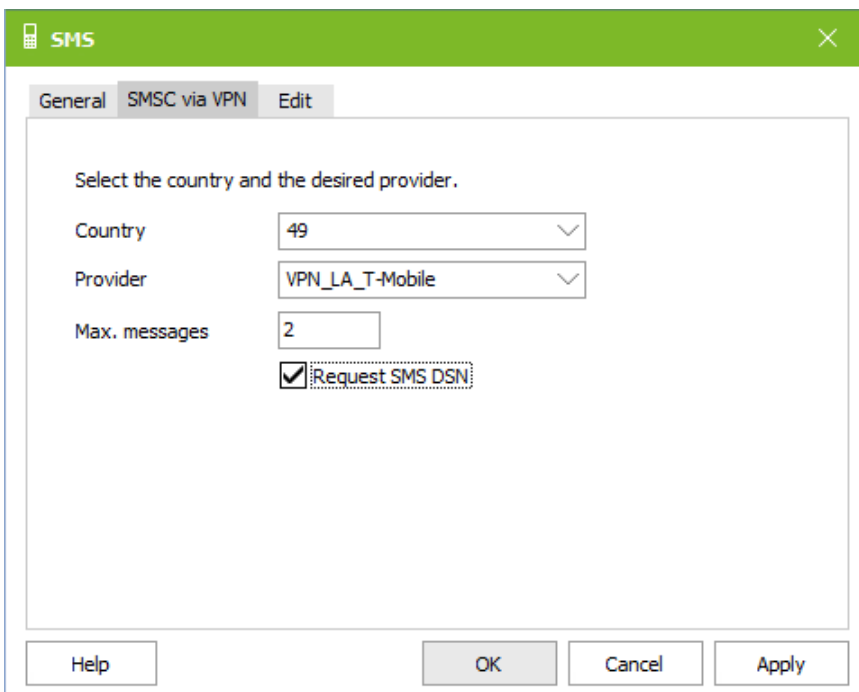 SMS
General SMSC via VPN Edit
Select the country and the desired provider.
Country 49
Provider VPN_LA_T-Mobile
Max. messages 2
Request SMS DSN
Help OK Cancel Apply